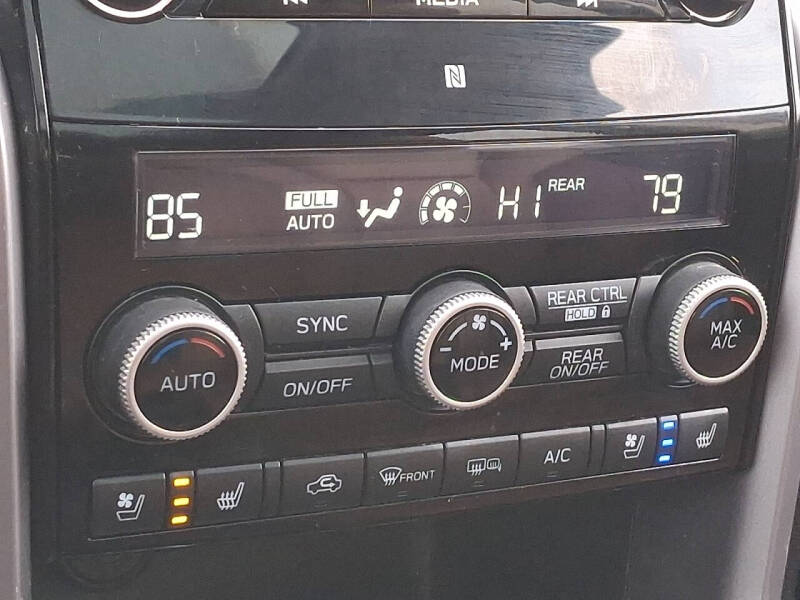 MEDIA
85 FULL AUTO HI REAR 79
SYNC
REAR CTRL
HOLD
AUTO
ON/OFF
- MODE +
REAR ON/OFF
MAX A/C
FRONT
A/C